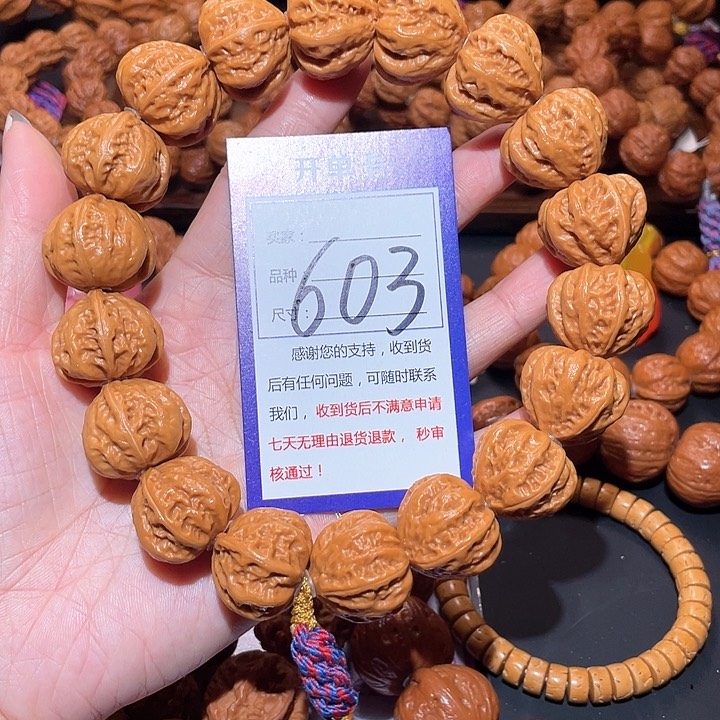 开单卡
买家：
品种：
603
尺寸：
感谢您的支持，收到货
后有任何问题，可随时联系
我们，收到货后不满意申请
七天无理由退货退款，秒审
核通过！